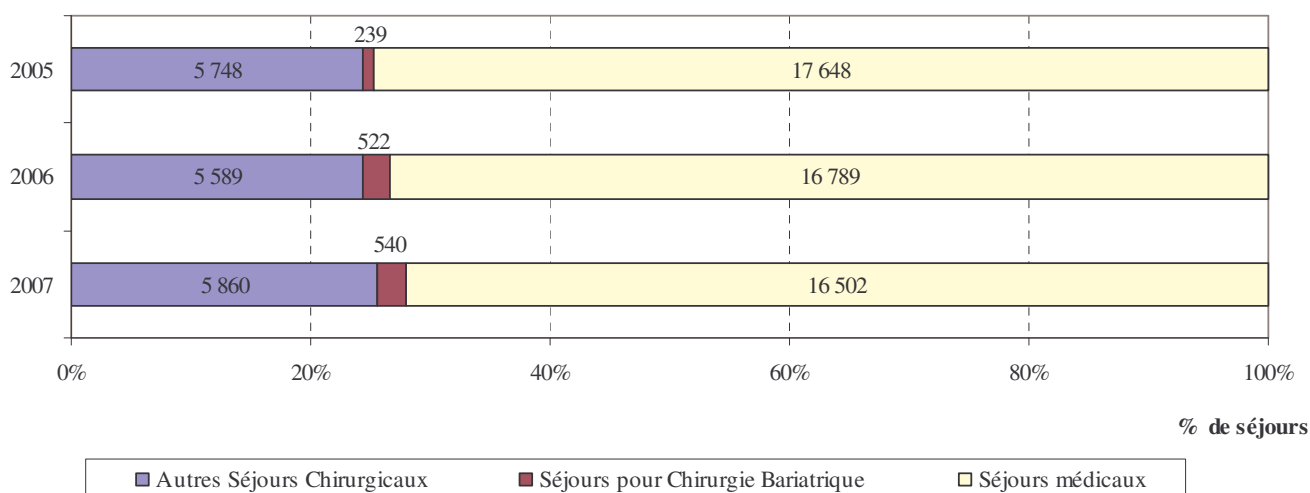 239
2005 5 748 17 648
522
2006 5 589 16 789
540
2007 5 860 16 502
0% 20% 40% 60% 80% 100%
% de séjours
Autres Séjours Chirurgicaux Séjours pour Chirurgie Bariatrique Séjours médicaux